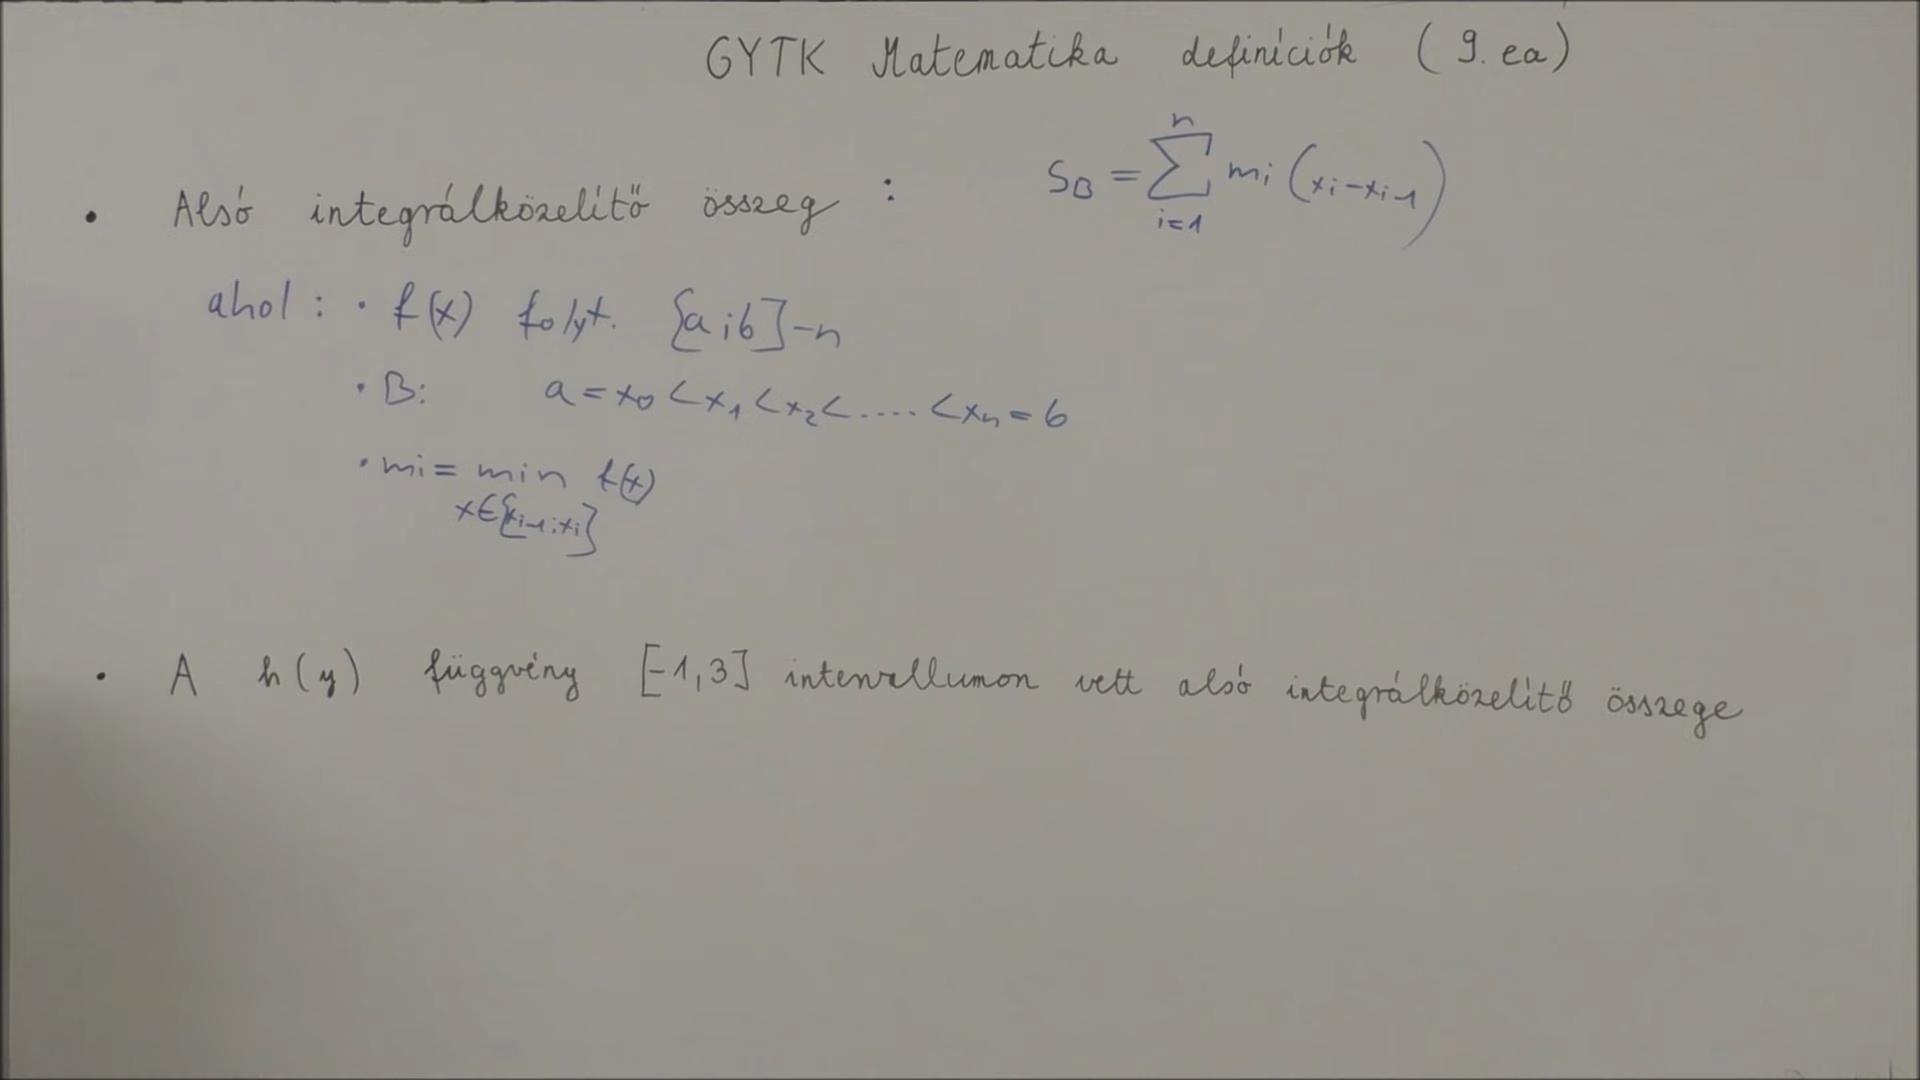 GYTK Matematika definíciók (9. ea)
• Alsó integrálközelítő összeg : S_B = \sum_{i=1}^{n} m_i (x_i - x_{i-1})
ahol : • f(x) folyt. [a;b]-n
• B: a = x_0 < x_1 < x_2 < .... < x_n = b
• m_i = min f(x)
x∈[x_{i-1};x_i]
• A h(y) függvény [-1,3] intervallumon vett alsó integrálközelítő összege